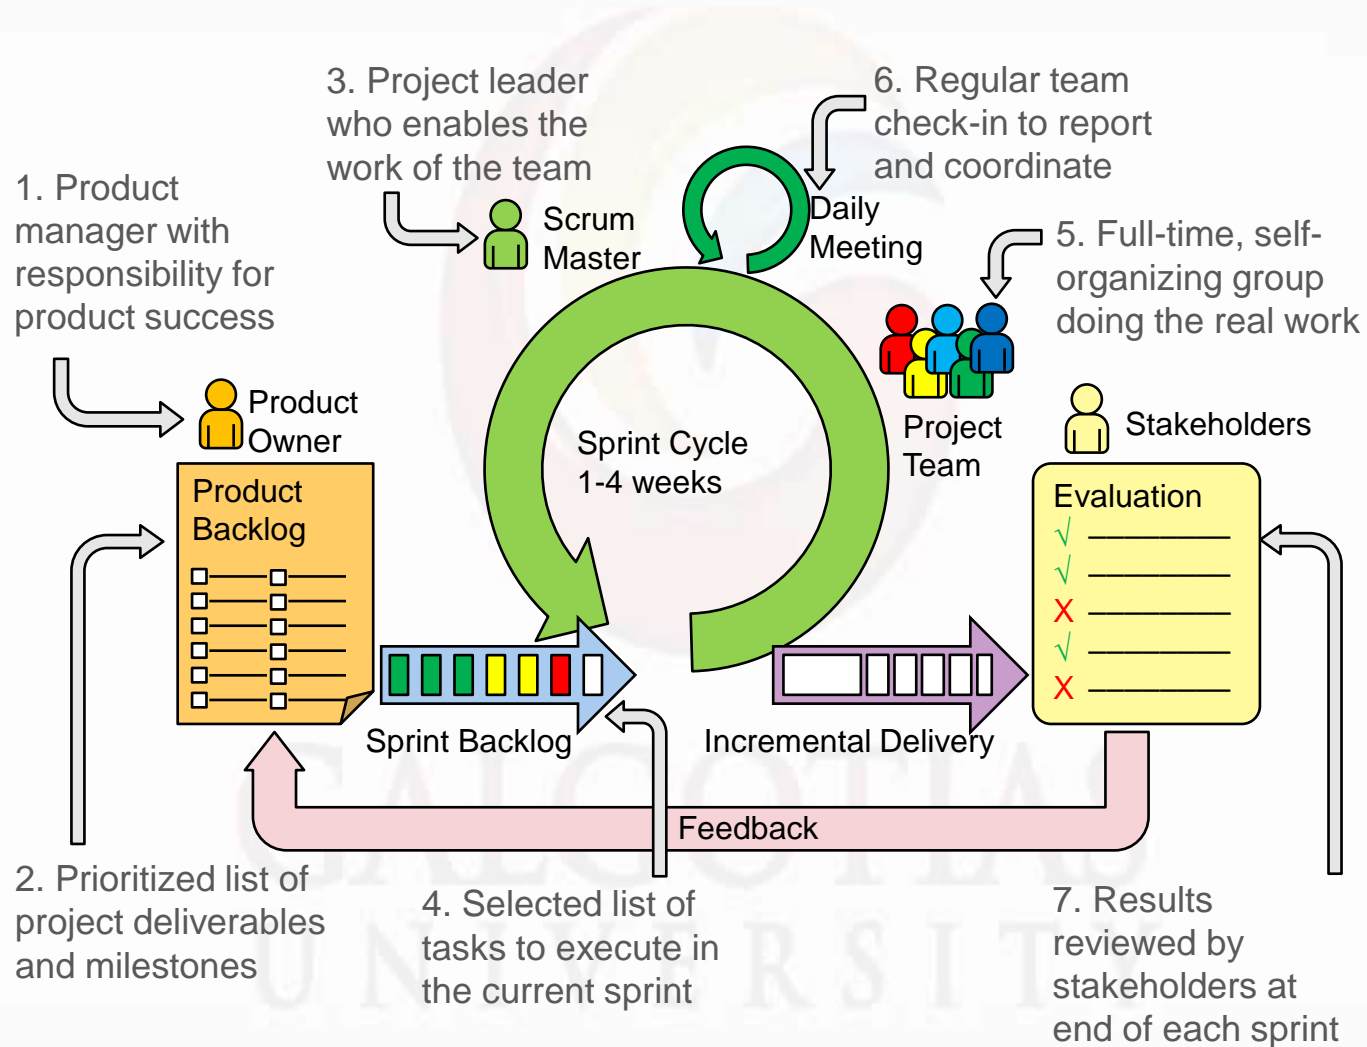 3. Project leader
who enables the
work of the team
6. Regular team
check-in to report
and coordinate
1. Product
manager with
responsibility for
product success
Scrum
Master
Daily
Meeting
5. Full-time, self-
organizing group
doing the real work
Product
Owner
Sprint Cycle
1-4 weeks
Project
Team
Stakeholders
Product
Backlog
Evaluation
√
√
X
√
X
Sprint Backlog
Incremental Delivery
Feedback
2. Prioritized list of
project deliverables
and milestones
4. Selected list of
tasks to execute in
the current sprint
7. Results
reviewed by
stakeholders at
end of each sprint
GALGOTIAS
UNIVERSITY